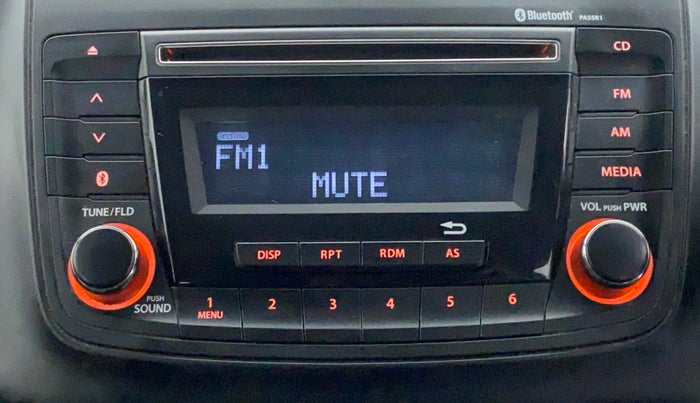 Bluetooth® PA5SR1
CD
FM
AM
MEDIA
FM1
MUTE
TUNE/FLD
VOL PUSH PWR
DISP RPT RDM AS
PUSH
SOUND
1 2 3 4 5 6
MENU